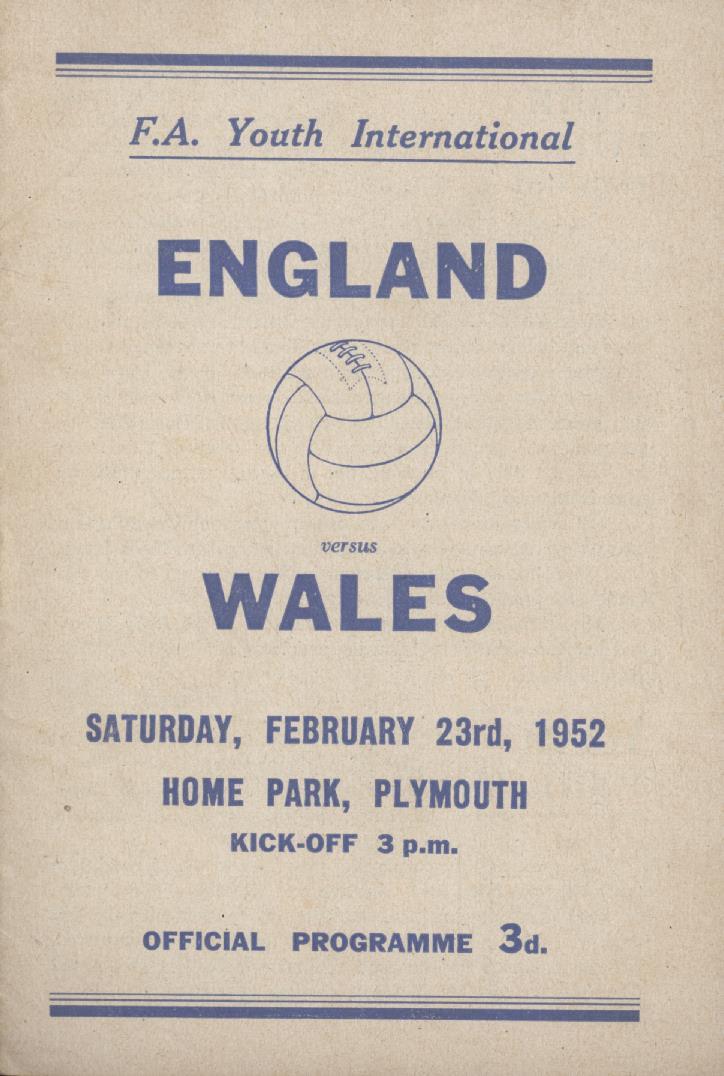 F.A. Youth International
ENGLAND
versus
WALES
SATURDAY, FEBRUARY 23rd, 1952
HOME PARK, PLYMOUTH
KICK-OFF 3 p.m.
OFFICIAL PROGRAMME 3d.